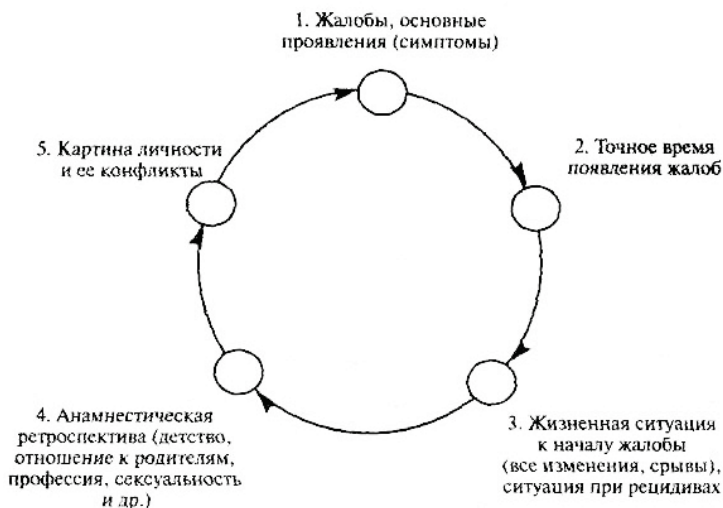 1. Жалобы, основные
проявления (симптомы)
2. Точное время
появления жалоб
3. Жизненная ситуация
к началу жалобы
(все изменения, срывы),
ситуация при рецидивах
4. Анамнестическая
ретроспектива (детство,
отношение к родителям,
профессия, сексуальность
и др.)
5. Картина личности
и ее конфликты